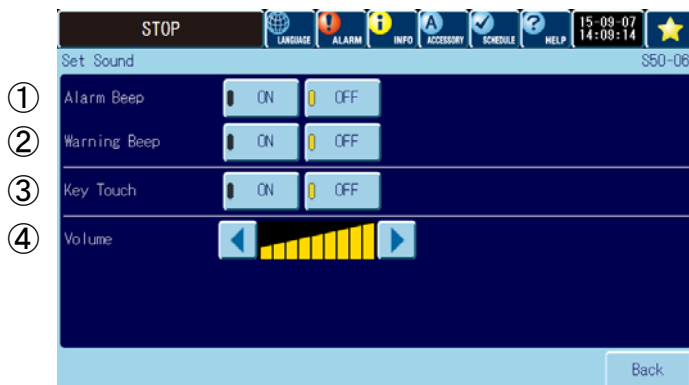 STOP LANGUAGE ALARM INFO ACCESSORY SCHEDULE HELP 15-09-07
14:09:14
Set Sound S50-06
① Alarm Beep ON OFF
② Warning Beep ON OFF
③ Key Touch ON OFF
④ Volume
Back